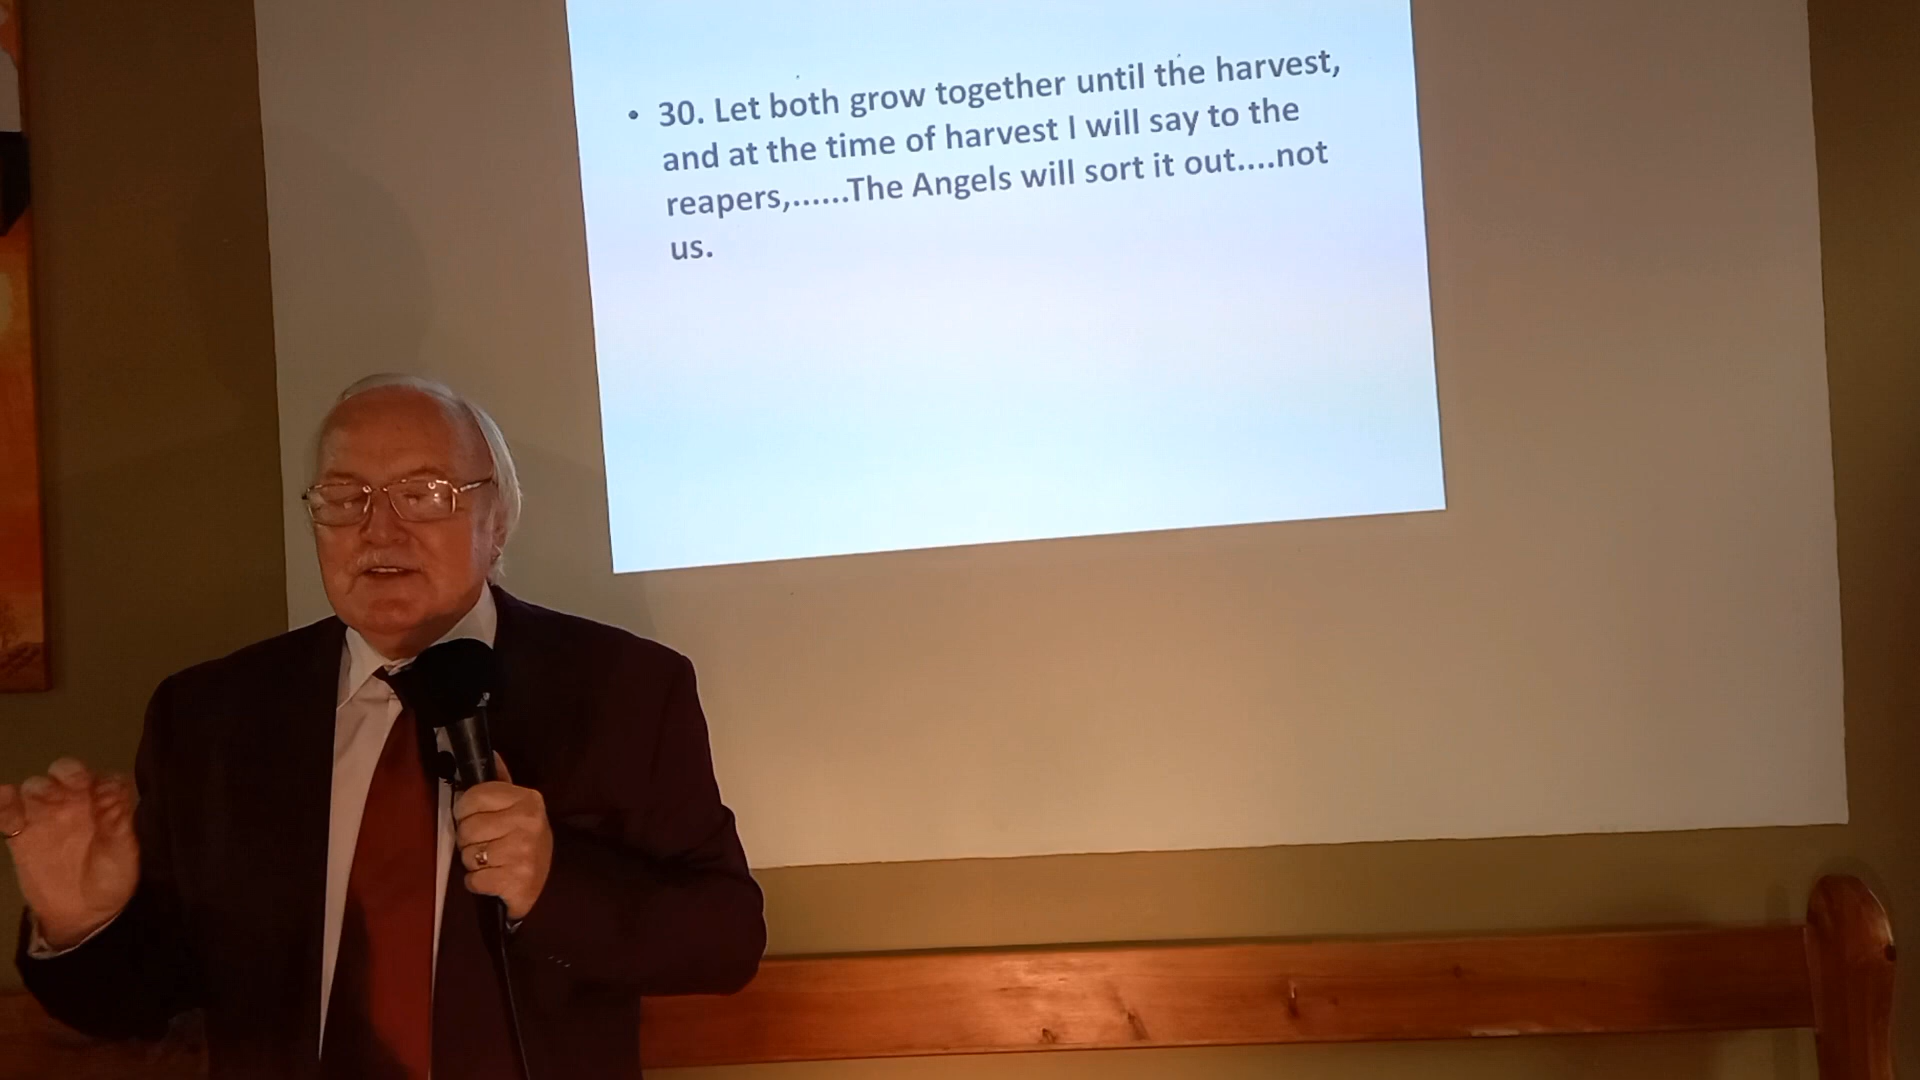 • 30. Let both grow together until the harvest,
and at the time of harvest I will say to the
reapers,......The Angels will sort it out....not
us.